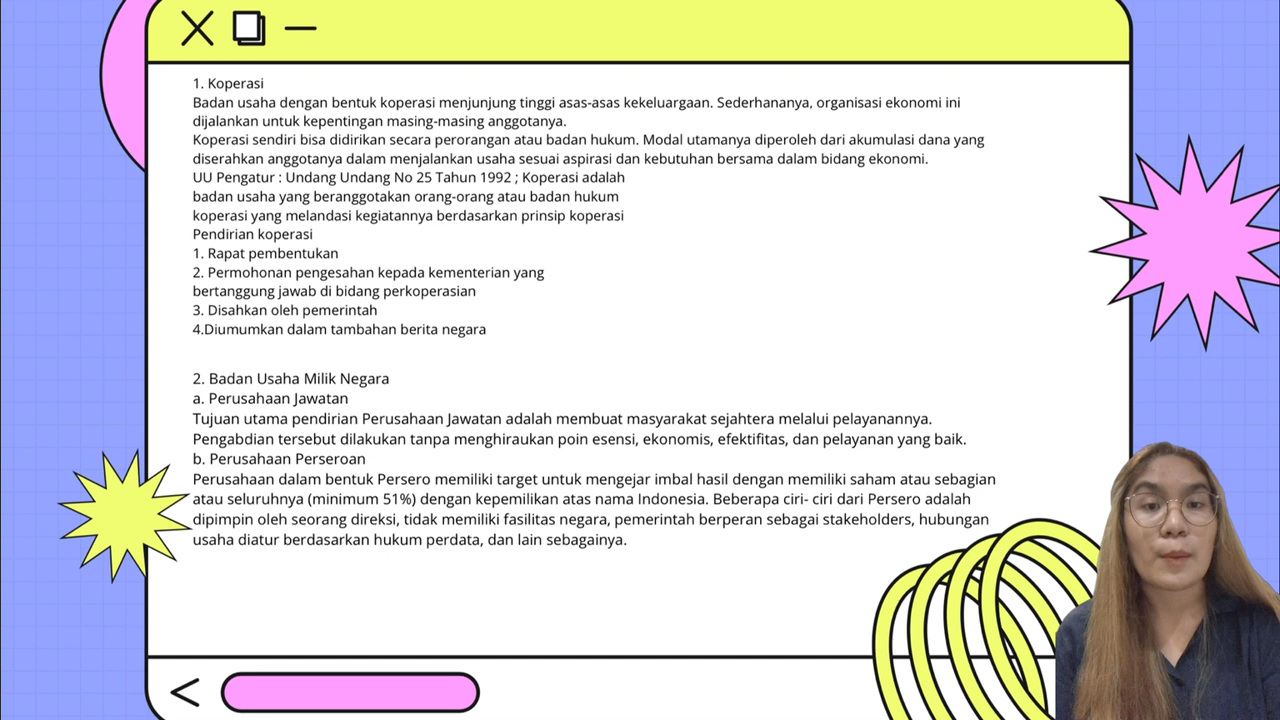 1. Koperasi
Badan usaha dengan bentuk koperasi menjunjung tinggi asas-asas kekeluargaan. Sederhananya, organisasi ekonomi ini
dijalankan untuk kepentingan masing-masing anggotanya.
Koperasi sendiri bisa didirikan secara perorangan atau badan hukum. Modal utamanya diperoleh dari akumulasi dana yang
diserahkan anggotanya dalam menjalankan usaha sesuai aspirasi dan kebutuhan bersama dalam bidang ekonomi.
UU Pengatur : Undang Undang No 25 Tahun 1992 ; Koperasi adalah
badan usaha yang beranggotakan orang-orang atau badan hukum
koperasi yang melandasi kegiatannya berdasarkan prinsip koperasi
Pendirian koperasi
1. Rapat pembentukan
2. Permohonan pengesahan kepada kementerian yang
bertanggung jawab di bidang perkoperasian
3. Disahkan oleh pemerintah
4.Diumumkan dalam tambahan berita negara
2. Badan Usaha Milik Negara
a. Perusahaan Jawatan
Tujuan utama pendirian Perusahaan Jawatan adalah membuat masyarakat sejahtera melalui pelayanannya.
Pengabdian tersebut dilakukan tanpa menghiraukan poin esensi, ekonomis, efektifitas, dan pelayanan yang baik.
b. Perusahaan Perseroan
Perusahaan dalam bentuk Persero memiliki target untuk mengejar imbal hasil dengan memiliki saham atau sebagian
atau seluruhnya (minimum 51%) dengan kepemilikan atas nama Indonesia. Beberapa ciri- ciri dari Persero adalah
dipimpin oleh seorang direksi, tidak memiliki fasilitas negara, pemerintah berperan sebagai stakeholders, hubungan
usaha diatur berdasarkan hukum perdata, dan lain sebagainya.